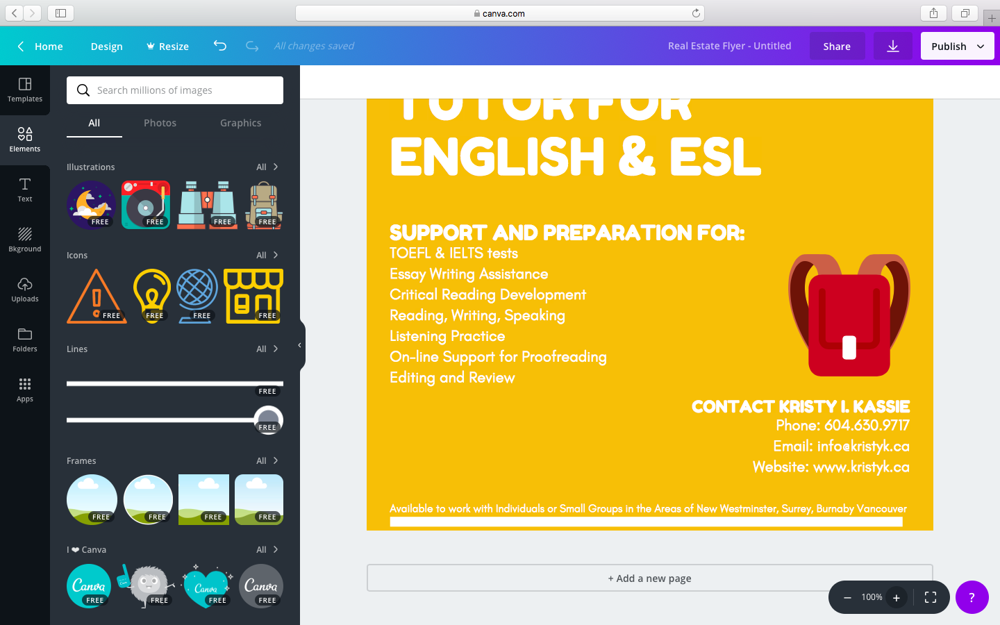 canva.com
Home
Design
Resize
All changes saved
Real Estate Flyer - Untitled
Share
Publish
Templates
Elements
Text
Bkground
Uploads
Folders
Apps
Search millions of images
All
Photos
Graphics
Illustrations
All
FREE
FREE
FREE
FREE
Icons
All
FREE
FREE
FREE
FREE
Lines
All
FREE
FREE
Frames
All
FREE
FREE
FREE
FREE
I ❤ Canva
All
Canva
FREE
FREE
Canva
FREE
Canva
FREE
TUTOR FOR
ENGLISH & ESL
SUPPORT AND PREPARATION FOR:
TOEFL & IELTS tests
Essay Writing Assistance
Critical Reading Development
Reading, Writing, Speaking
Listening Practice
On-line Support for Proofreading
Editing and Review
CONTACT KRISTY I. KASSIE
Phone: 604.630.9717
Email: info@kristyk.ca
Website: www.kristyk.ca
Available to work with Individuals or Small Groups in the Areas of New Westminster, Surrey, Burnaby Vancouver
+ Add a new page
100%
?